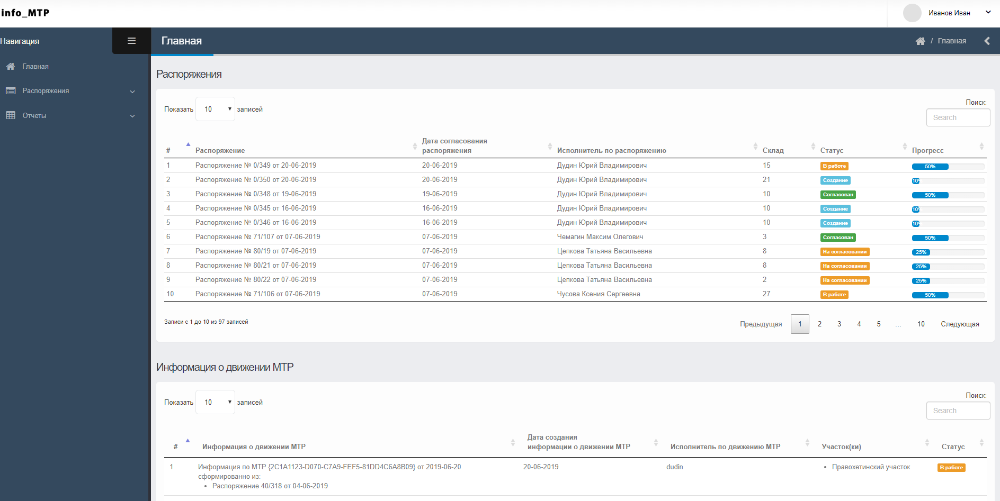 info_MTP
Иванов Иван
Навигация
Главная
/ Главная
Главная
Распоряжения
Отчеты
Распоряжения
Показать 10 записей
Поиск:
Search
# Распоряжение Дата согласования распоряжения Исполнитель по распоряжению Склад Статус Прогресс
1 Распоряжение № 0/349 от 20-06-2019 20-06-2019 Дудин Юрий Владимирович 15 В работе 50%
2 Распоряжение № 0/350 от 20-06-2019 20-06-2019 Дудин Юрий Владимирович 21 Создание 10%
3 Распоряжение № 0/348 от 19-06-2019 19-06-2019 Дудин Юрий Владимирович 10 Согласован 50%
4 Распоряжение № 0/345 от 16-06-2019 16-06-2019 Дудин Юрий Владимирович 10 Создание 10%
5 Распоряжение № 0/346 от 16-06-2019 16-06-2019 Дудин Юрий Владимирович 10 Создание 10%
6 Распоряжение № 71/107 от 07-06-2019 07-06-2019 Чемагин Максим Олегович 3 Согласован 50%
7 Распоряжение № 80/19 от 07-06-2019 07-06-2019 Цепкова Татьяна Васильевна 8 На согласовании 25%
8 Распоряжение № 80/21 от 07-06-2019 07-06-2019 Цепкова Татьяна Васильевна 8 На согласовании 25%
9 Распоряжение № 80/22 от 07-06-2019 07-06-2019 Цепкова Татьяна Васильевна 2 На согласовании 25%
10 Распоряжение № 71/106 от 07-06-2019 07-06-2019 Чусова Ксения Сергеевна 27 В работе 50%
Записи с 1 до 10 из 97 записей
Предыдущая 1 2 3 4 5 … 10 Следующая
Информация о движении МТР
Показать 10 записей
Поиск:
Search
# Информация о движении МТР Дата создания информации о движении МТР Исполнитель по движению МТР Участок(ки) Статус
1 Информация по МТР {2C1A1123-D070-C7A9-FEF5-81DD4C6A8B09} от 2019-06-20 20-06-2019 dudin • Правохетинский участок В работе
сформированно из:
• Распоряжение 40/318 от 04-06-2019